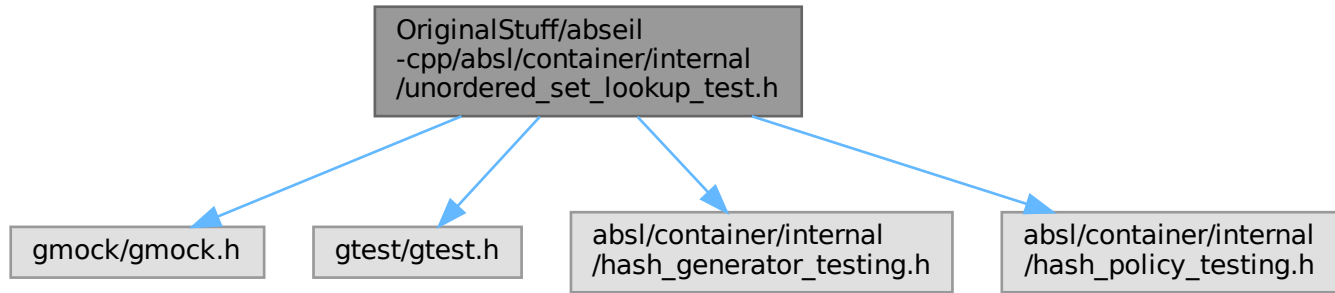 OriginalStuff/abseil
-cpp/absl/container/internal
/unordered_set_lookup_test.h
gmock/gmock.h
gtest/gtest.h
absl/container/internal
/hash_generator_testing.h
absl/container/internal
/hash_policy_testing.h